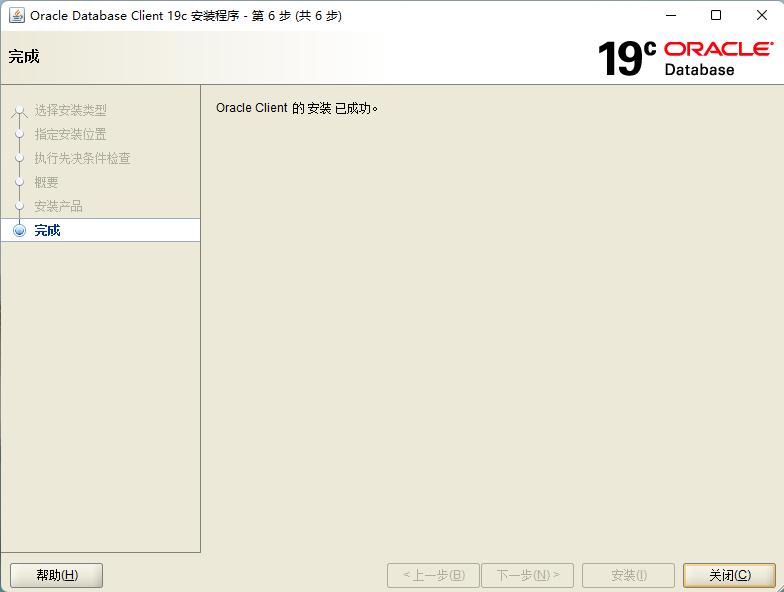 Oracle Database Client 19c 安装程序 - 第 6 步 (共 6 步)
完成
19c ORACLE
Database
选择安装类型
指定安装位置
执行先决条件检查
概要
安装产品
完成
Oracle Client 的 安装 已成功。
帮助(H)
< 上一步(B)
下一步(N) >
安装(I)
关闭(C)